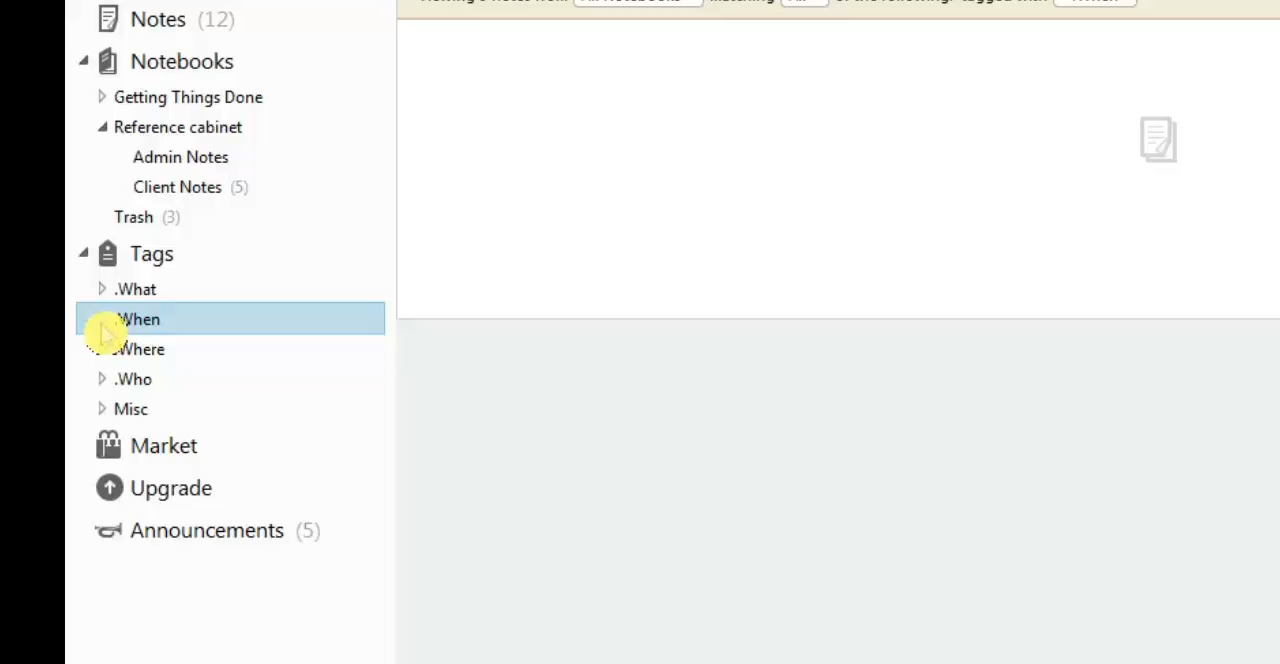 Notes (12)
Notebooks
Getting Things Done
Reference cabinet
Admin Notes
Client Notes (5)
Trash (3)
Tags
.What
.When
.Where
.Who
Misc
Market
Upgrade
Announcements (5)